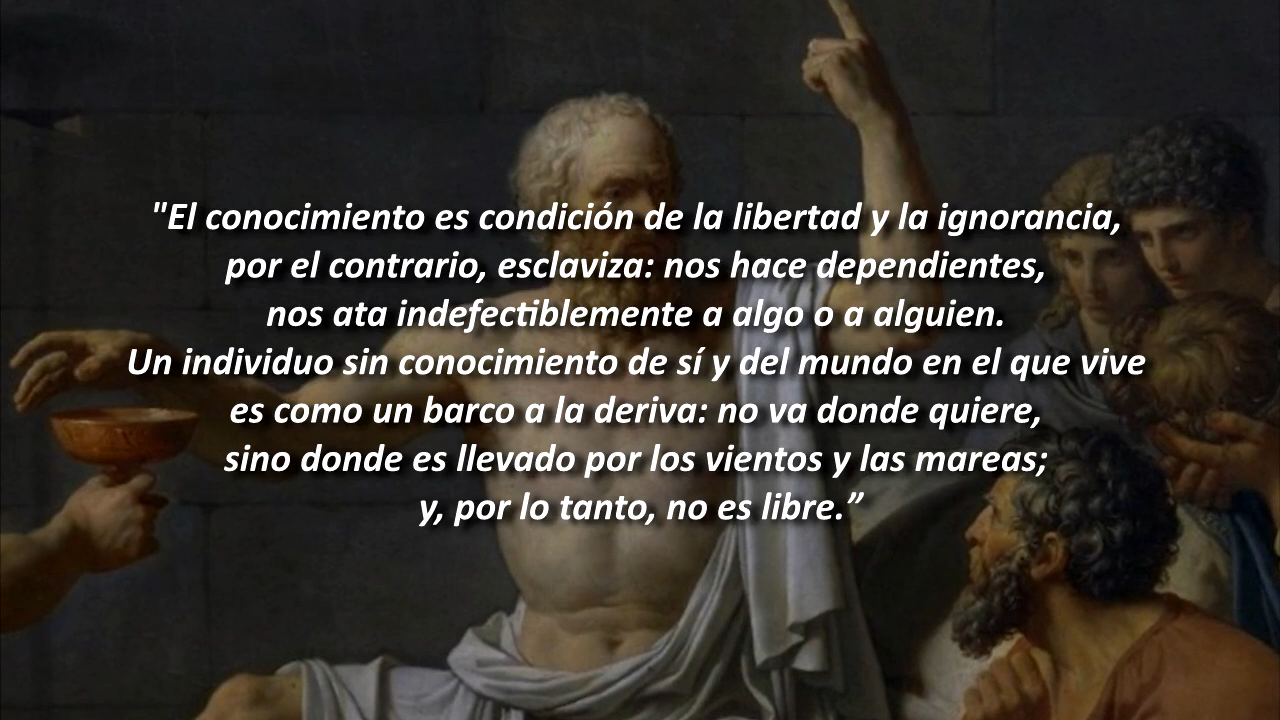 "El conocimiento es condición de la libertad y la ignorancia,
por el contrario, esclaviza: nos hace dependientes,
nos ata indefectiblemente a algo o a alguien.
Un individuo sin conocimiento de sí y del mundo en el que vive
es como un barco a la deriva: no va donde quiere,
sino donde es llevado por los vientos y las mareas;
y, por lo tanto, no es libre.”